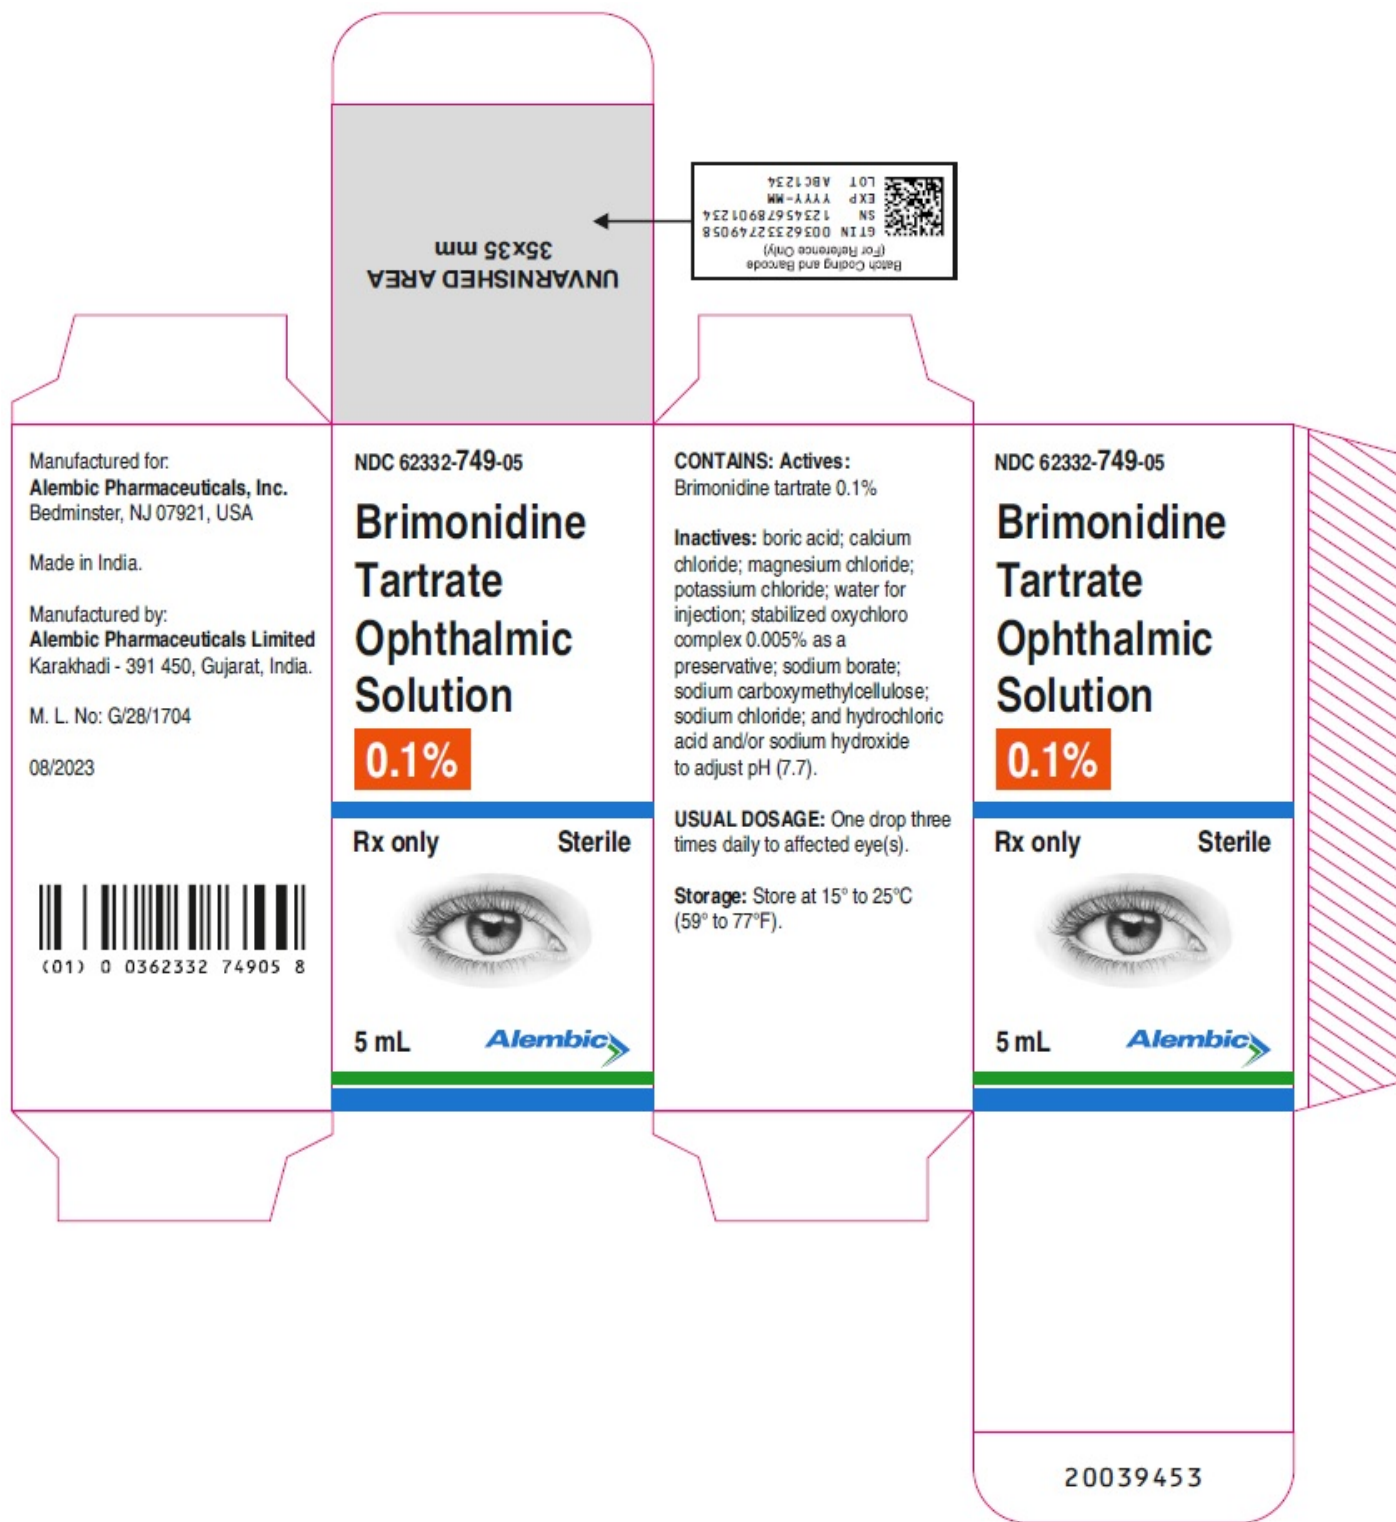 UNVARNISHED AREA
35x35 mm
Batch Coding and Barcode
(For Reference Only)
GTIN 00362332749058
SN 12345678901234
EXP YYYY-MM
LOT ABC1234
Manufactured for:
Alembic Pharmaceuticals, Inc.
Bedminster, NJ 07921, USA
Made in India.
Manufactured by:
Alembic Pharmaceuticals Limited
Karakhadi - 391 450, Gujarat, India.
M. L. No: G/28/1704
08/2023
(01) 0 0362332 74905 8
NDC 62332-749-05
Brimonidine
Tartrate
Ophthalmic
Solution
0.1%
Rx only Sterile
5 mL Alembic
CONTAINS: Actives:
Brimonidine tartrate 0.1%
Inactives: boric acid; calcium
chloride; magnesium chloride;
potassium chloride; water for
injection; stabilized oxychloro
complex 0.005% as a
preservative; sodium borate;
sodium carboxymethylcellulose;
sodium chloride; and hydrochloric
acid and/or sodium hydroxide
to adjust pH (7.7).
USUAL DOSAGE: One drop three
times daily to affected eye(s).
Storage: Store at 15° to 25°C
(59° to 77°F).
NDC 62332-749-05
Brimonidine
Tartrate
Ophthalmic
Solution
0.1%
Rx only Sterile
5 mL Alembic
20039453